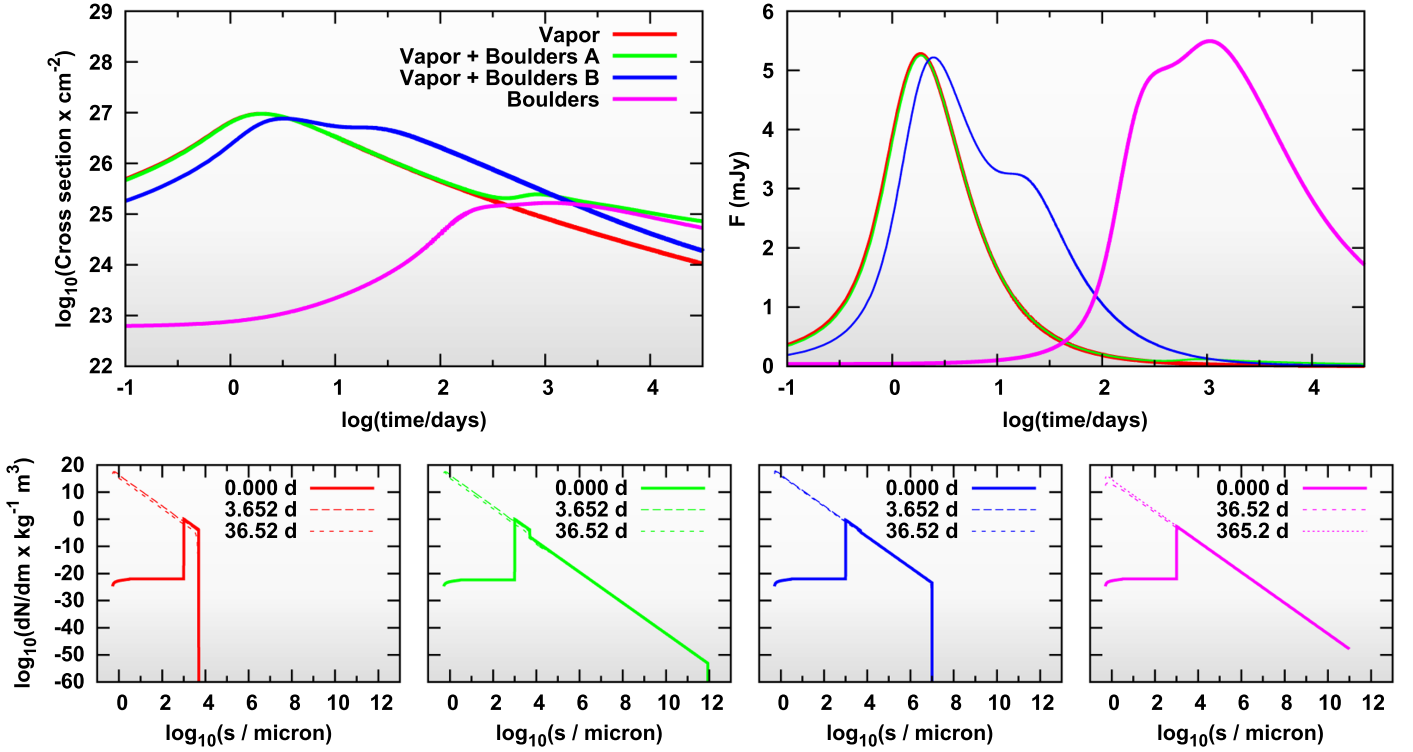 log10(Cross section x cm-2)
29
28
27
26
25
24
23
22
Vapor
Vapor + Boulders A
Vapor + Boulders B
Boulders
-1 0 1 2 3 4
log(time/days)
F (mJy)
6
5
4
3
2
1
0
-1 0 1 2 3 4
log(time/days)
log10(dN/dm x kg-1 m3)
20
10
0
-10
-20
-30
-40
-50
-60
0.000 d
3.652 d
36.52 d
0 2 4 6 8 10 12
log10(s / micron)
0.000 d
3.652 d
36.52 d
0 2 4 6 8 10 12
log10(s / micron)
0.000 d
3.652 d
36.52 d
0 2 4 6 8 10 12
log10(s / micron)
0.000 d
36.52 d
365.2 d
0 2 4 6 8 10 12
log10(s / micron)